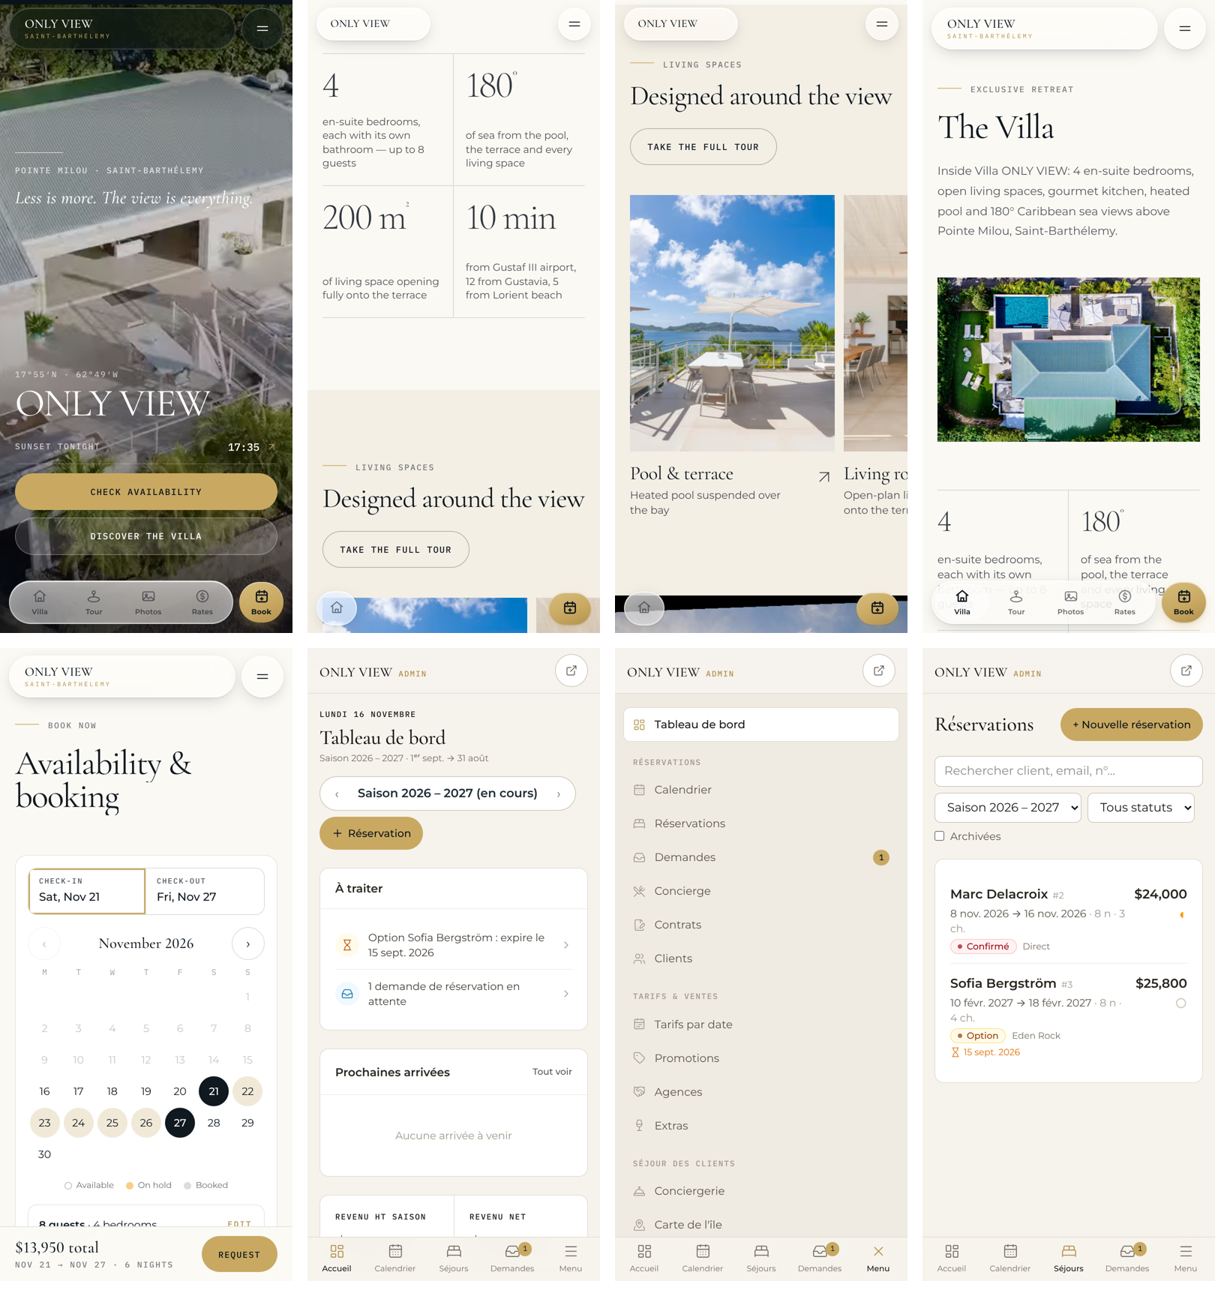 ONLY VIEW
SAINT-BARTHÉLEMY
POINTE MILOU · SAINT-BARTHÉLEMY
Less is more. The view is everything.
17°55'N · 62°49'W
ONLY VIEW
SUNSET TONIGHT
17:35
CHECK AVAILABILITY
DISCOVER THE VILLA
Villa
Tour
Photos
Rates
Book
ONLY VIEW
4
en-suite bedrooms,
each with its own
bathroom — up to 8
guests
180°
of sea from the pool,
the terrace and every
living space
200 m²
of living space opening
fully onto the terrace
10 min
from Gustaf III airport,
12 from Gustavia, 5
from Lorient beach
LIVING SPACES
Designed around the view
TAKE THE FULL TOUR
ONLY VIEW
LIVING SPACES
Designed around the view
TAKE THE FULL TOUR
Pool & terrace
Heated pool suspended over
the bay
Living ro
Open-plan li
onto the terr
ONLY VIEW
SAINT-BARTHÉLEMY
EXCLUSIVE RETREAT
The Villa
Inside Villa ONLY VIEW: 4 en-suite bedrooms,
open living spaces, gourmet kitchen, heated
pool and 180° Caribbean sea views above
Pointe Milou, Saint-Barthélemy.
4
en-suite bedrooms,
each with its own
180°
of sea from the
pool, the terrace
and every living
space
Villa
Tour
Photos
Rates
Book
ONLY VIEW
SAINT-BARTHÉLEMY
BOOK NOW
Availability &
booking
CHECK-IN
Sat, Nov 21
CHECK-OUT
Fri, Nov 27
‹ November 2026 ›
M T W T F S S
1
2 3 4 5 6 7 8
9 10 11 12 13 14 15
16 17 18 19 20 21 22
23 24 25 26 27 28 29
30
Available
On hold
Booked
8 guests · 4 bedrooms
EDIT
$13,950 total
NOV 21 → NOV 27 · 6 NIGHTS
REQUEST
ONLY VIEW ADMIN
LUNDI 16 NOVEMBRE
Tableau de bord
Saison 2026 – 2027 · 1er sept. → 31 août
‹ Saison 2026 – 2027 (en cours) ›
+ Réservation
À traiter
Option Sofia Bergström : expire le
15 sept. 2026
1 demande de réservation en
attente
Prochaines arrivées
Tout voir
Aucune arrivée à venir
REVENU HT SAISON
REVENU NET
Accueil
Calendrier
Séjours
Demandes
1
Menu
ONLY VIEW ADMIN
Tableau de bord
RÉSERVATIONS
Calendrier
Réservations
Demandes
1
Concierge
Contrats
Clients
TARIFS & VENTES
Tarifs par date
Promotions
Agences
Extras
SÉJOUR DES CLIENTS
Conciergerie
Carte de l'île
Accueil
Calendrier
Séjours
Demandes
1
Menu
ONLY VIEW ADMIN
Réservations
+ Nouvelle réservation
Rechercher client, email, n°...
Saison 2026 – 2027
Tous statuts
Archivées
Marc Delacroix #2
$24,000
8 nov. 2026 → 16 nov. 2026 · 8 n · 3
ch.
Confirmé
Direct
Sofia Bergström #3
$25,800
10 févr. 2027 → 18 févr. 2027 · 8 n ·
4 ch.
Option
Eden Rock
15 sept. 2026
Accueil
Calendrier
Séjours
Demandes
1
Menu